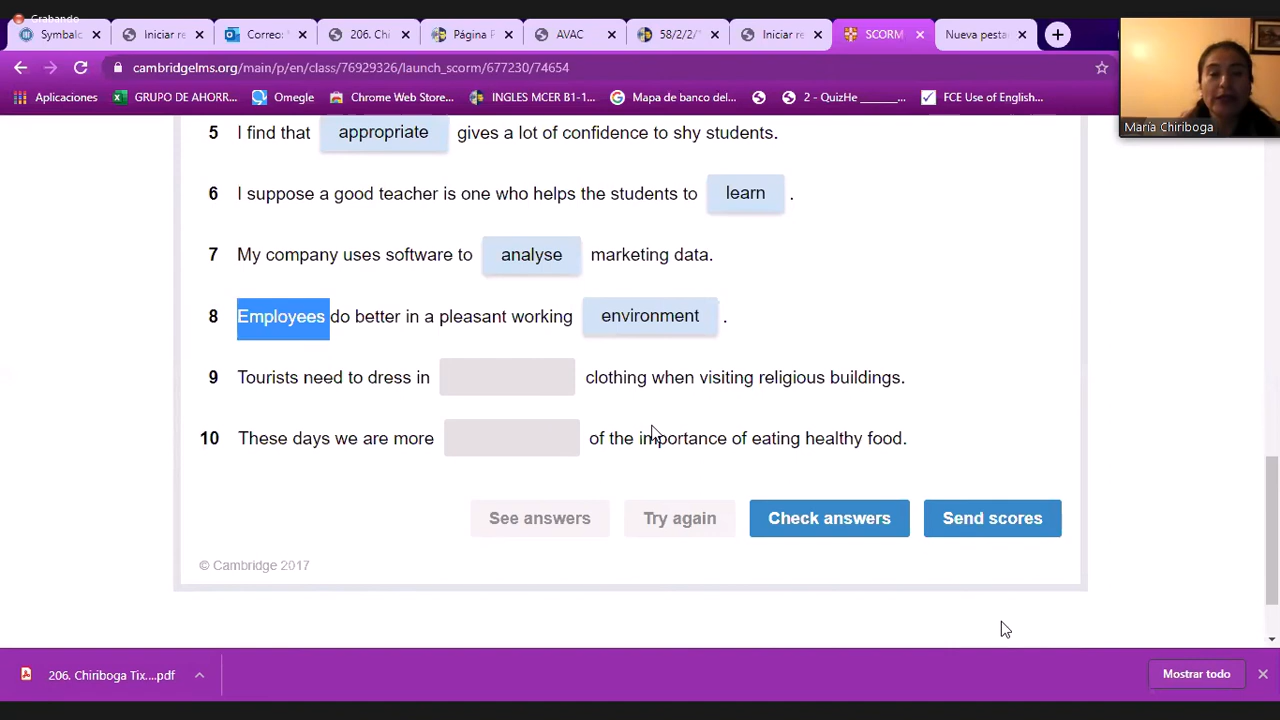 Grabando
Symbalo
Iniciar re
Correo:
206. Chi
Página P
AVAC
58/2/2/
Iniciar re
SCORM
Nueva pesta
cambridgelms.org/main/p/en/class/76929326/launch_scorm/677230/74654
Aplicaciones
GRUPO DE AHORR...
Omegle
Chrome Web Store...
INGLES MCER B1-1...
Mapa de banco del...
2 - QuizHe ______...
FCE Use of English...
María Chiriboga
5 I find that appropriate gives a lot of confidence to shy students.
6 I suppose a good teacher is one who helps the students to learn .
7 My company uses software to analyse marketing data.
8 Employees do better in a pleasant working environment .
9 Tourists need to dress in clothing when visiting religious buildings.
10 These days we are more of the importance of eating healthy food.
See answers
Try again
Check answers
Send scores
© Cambridge 2017
206. Chiriboga Tix....pdf
Mostrar todo